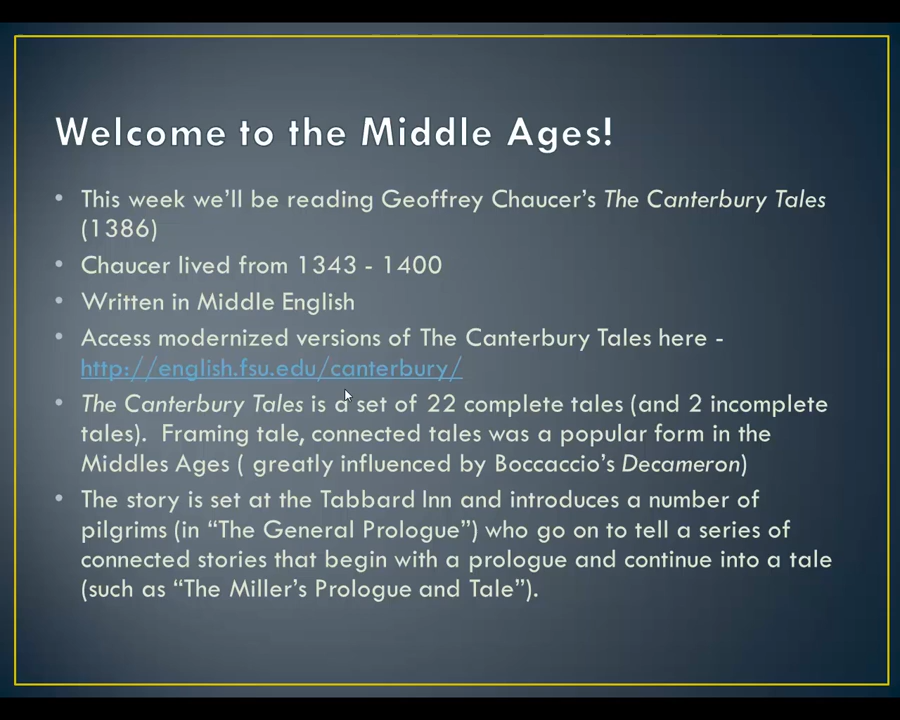 Welcome to the Middle Ages!
• This week we'll be reading Geoffrey Chaucer's The Canterbury Tales
(1386)
• Chaucer lived from 1343 - 1400
• Written in Middle English
• Access modernized versions of The Canterbury Tales here -
http://english.fsu.edu/canterbury/
• The Canterbury Tales is a set of 22 complete tales (and 2 incomplete
tales).  Framing tale, connected tales was a popular form in the
Middles Ages ( greatly influenced by Boccaccio's Decameron)
• The story is set at the Tabbard Inn and introduces a number of
pilgrims (in “The General Prologue”) who go on to tell a series of
connected stories that begin with a prologue and continue into a tale
(such as “The Miller's Prologue and Tale”).